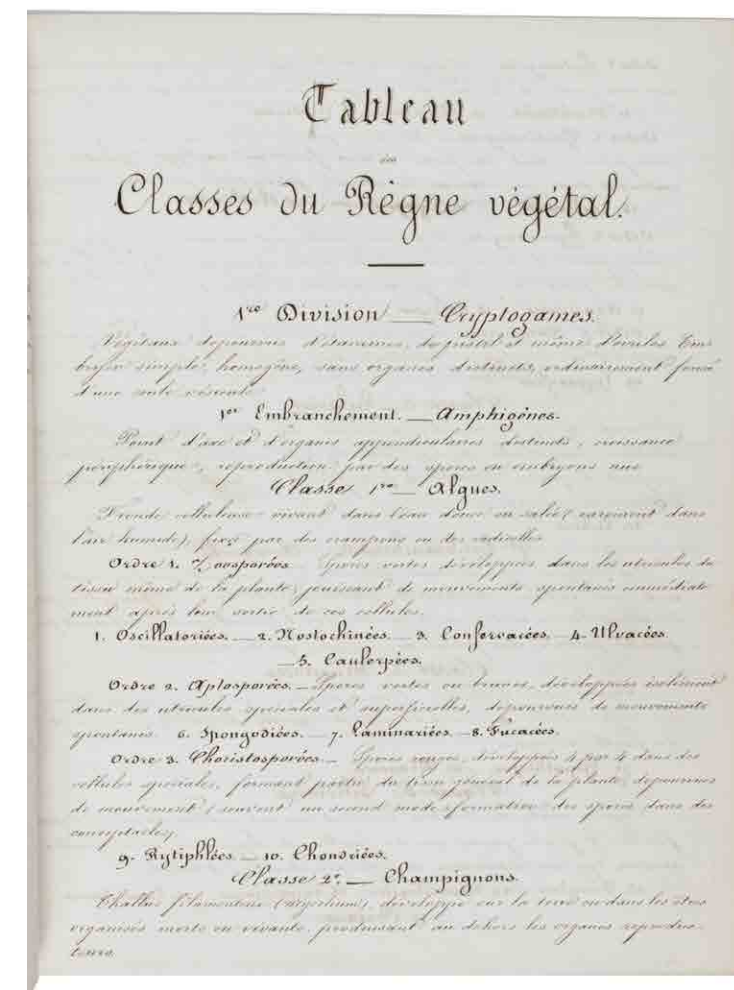 Tableau
des
Classes du Règne végétal.
1re Division — Cryptogames.
Végétaux dépourvus d'étamines, de pistil et même d'ovules. Em-
bryon simple, homogène, sans organes distincts, ordinairement formé
d'une seule vésicule.
1er Embranchement. — Amphigènes.
Point d'axe et d'organes appendiculaires distincts, croissance
périphérique, reproduction par des spores ou embryons nus
Classe 1re — Algues.
Fronde celluleuse vivant dans l'eau douce ou salée (rarement dans
l'air humide), fixée par des crampons ou des radicelles.
Ordre 1. Zoosporées. Spores vertes développées dans les utricules du
tissu même de la plante, jouissant de mouvements spontanés immédiate
ment après leur sortie de ces cellules.
1. Oscillatoriées. — 2. Nostochinées. — 3. Confervacées. — 4. Ulvacées.
— 5. Caulerpées.
Ordre 2. Aplosporées. — Spores vertes ou brunes, développées isolément
dans des utricules spéciales et superficielles, dépourvues de mouvements
spontanés. 6. Spongodiées. — 7. Laminariées. — 8. Fucacées.
Ordre 3. Choristosporées. — Spores rouges, développées 4 par 4 dans des
cellules spéciales, formant partie du tissu général de la plante, dépourvues
de mouvement (souvent un second mode formation des spores dans des
conceptacles).
9. Rytiphlées. — 10. Chondriées.
Classe 2e. — Champignons.
Thallus filamenteux (mycelium), développé sur la terre ou dans les êtres
organisés morts ou vivants, produisant au dehors les organes reproduc-
teurs